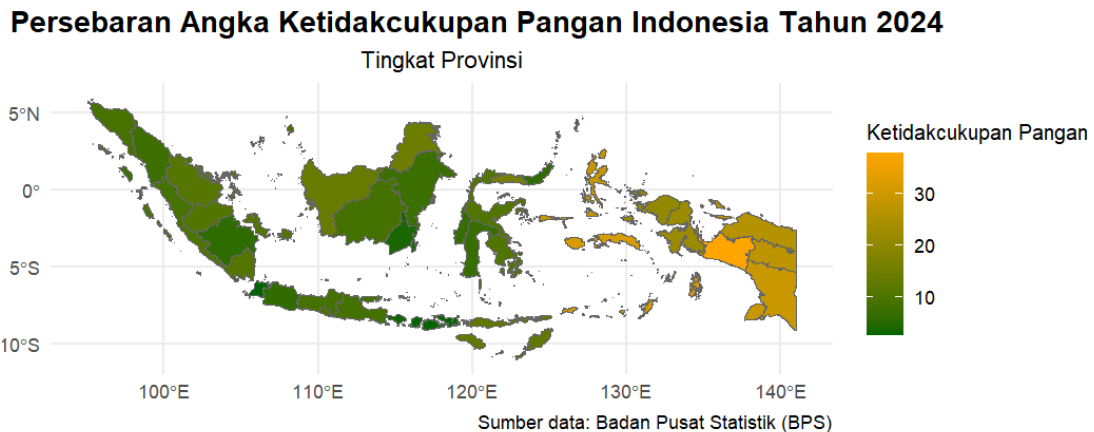 Persebaran Angka Ketidakcukupan Pangan Indonesia Tahun 2024
Tingkat Provinsi
5°N
0°
5°S
10°S
100°E 110°E 120°E 130°E 140°E
Ketidakcukupan Pangan
30
20
10
Sumber data: Badan Pusat Statistik (BPS)